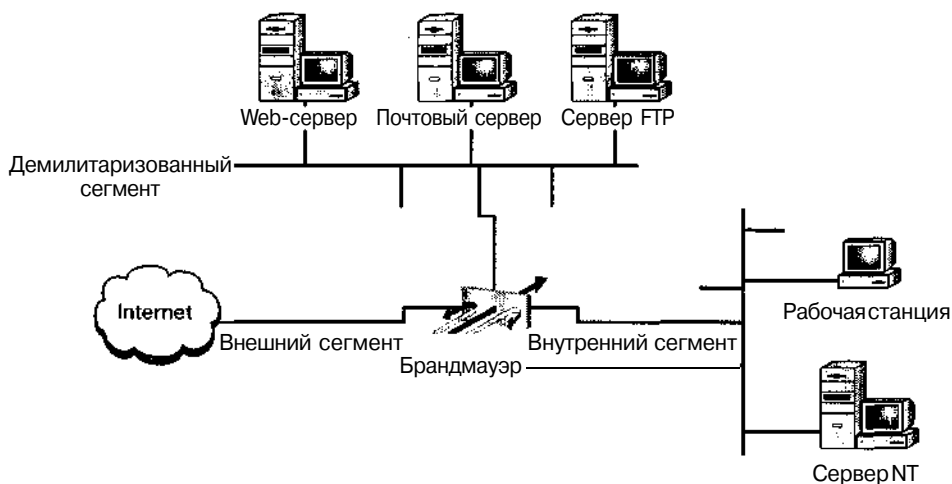 Web-сервер
Почтовый сервер
Сервер FTP
Демилитаризованный
сегмент
Internet
Внешний сегмент
Внутренний сегмент
Брандмауэр
Рабочая станция
Сервер NT